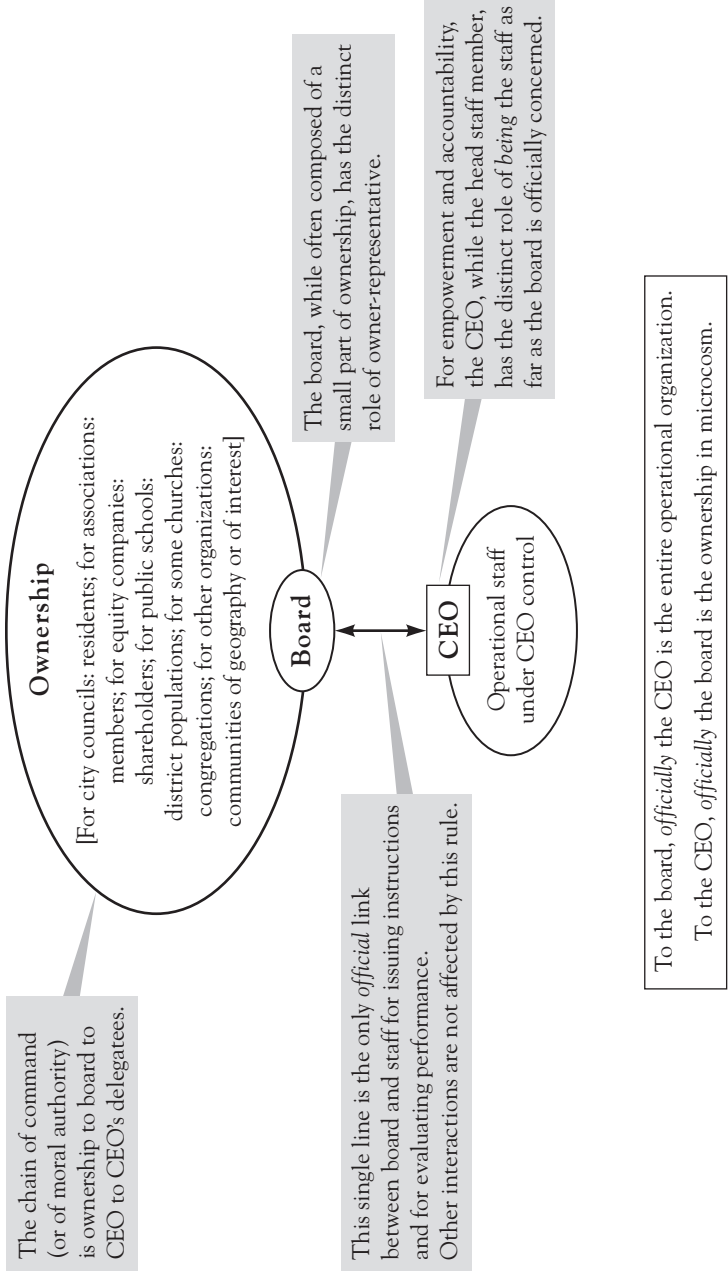 The chain of command
(or of moral authority)
is ownership to board to
CEO to CEO's delegatees.
Ownership
[For city councils: residents; for associations:
members; for equity companies:
shareholders; for public schools:
district populations; for some churches:
congregations; for other organizations:
communities of geography or of interest]
Board
The board, while often composed of a
small part of ownership, has the distinct
role of owner-representative.
This single line is the only official link
between board and staff for issuing instructions
and for evaluating performance.
Other interactions are not affected by this rule.
CEO
Operational staff
under CEO control
For empowerment and accountability,
the CEO, while the head staff member,
has the distinct role of being the staff as
far as the board is officially concerned.
To the board, officially the CEO is the entire operational organization.
To the CEO, officially the board is the ownership in microcosm.